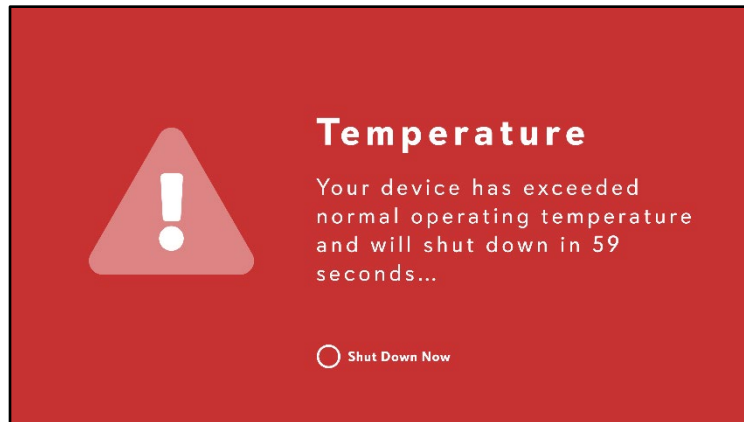 Temperature
Your device has exceeded
normal operating temperature
and will shut down in 59
seconds...
Shut Down Now